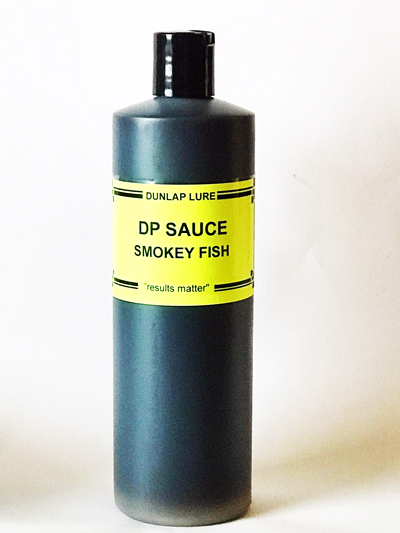 DUNLAP LURE
DP SAUCE
SMOKEY FISH
"results matter"